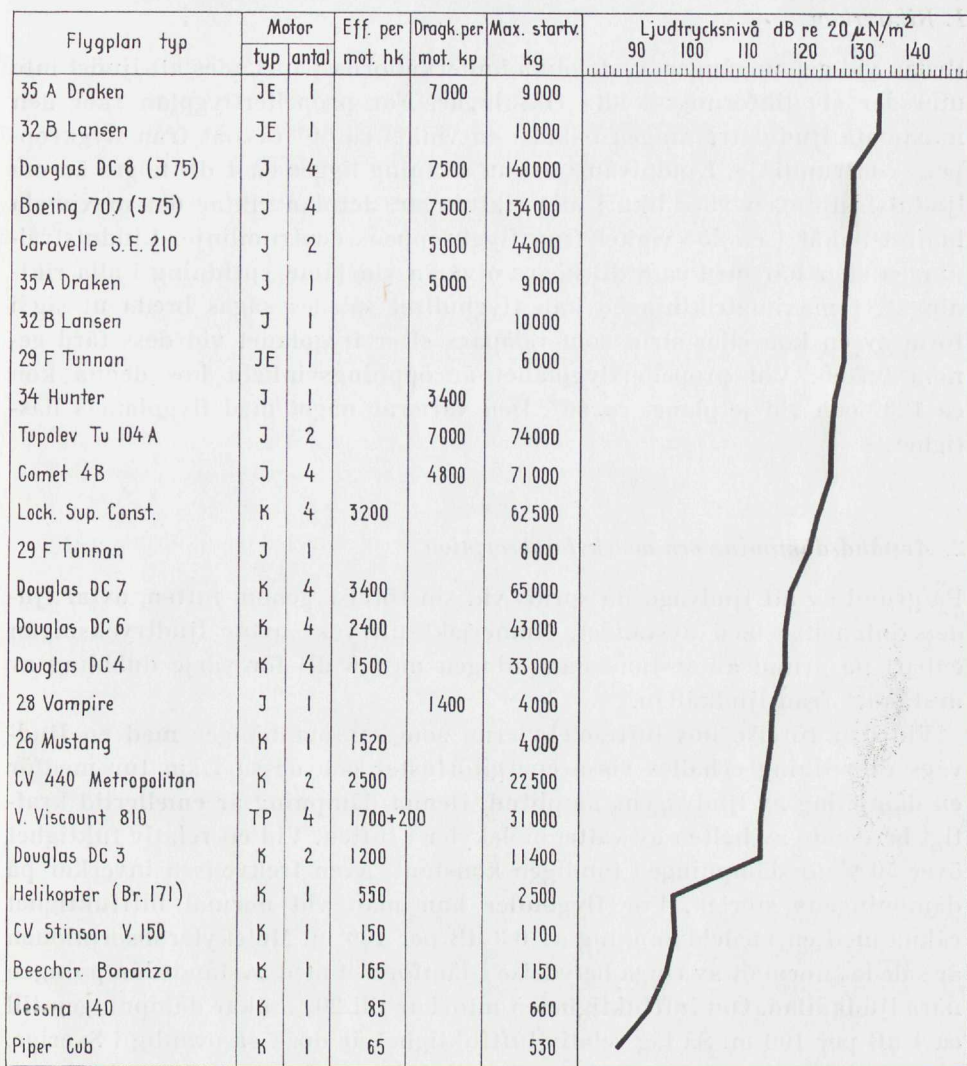 Flygplan typ Motor Eff. per Dragk.per Max. startv. Ljudtrycksnivå dB re 20 µN/m²
typ antal mot. hk mot. kp kg 90 100 110 120 130 140
35 A Draken JE 1 7000 9000
32 B Lansen JE 1 10000
Douglas DC 8 (J 75) J 4 7500 140000
Boeing 707 (J 75) J 4 7500 134000
Caravelle S.E. 210 J 2 5000 44000
35 A Draken J 1 5000 9000
32 B Lansen J 1 10000
29 F Tunnan JE 1 6000
34 Hunter J 1 3400
Tupolev Tu 104 A J 2 7000 74000
Comet 4B J 4 4800 71000
Lock. Sup. Const. K 4 3200 62500
29 F Tunnan J 1 6000
Douglas DC 7 K 4 3400 65000
Douglas DC 6 K 4 2400 43000
Douglas DC 4 K 4 1500 33000
28 Vampire J 1 1400 4000
26 Mustang K 1 1520 4000
CV 440 Metropolitan K 2 2500 22500
V. Viscount 810 TP 4 1700+200 31000
Douglas DC 3 K 2 1200 11400
Helikopter (Br. 171) K 1 550 2500
CV Stinson V. 150 K 1 150 1100
Beechcr. Bonanza K 1 165 1150
Cessna 140 K 1 85 660
Piper Cub K 1 65 530